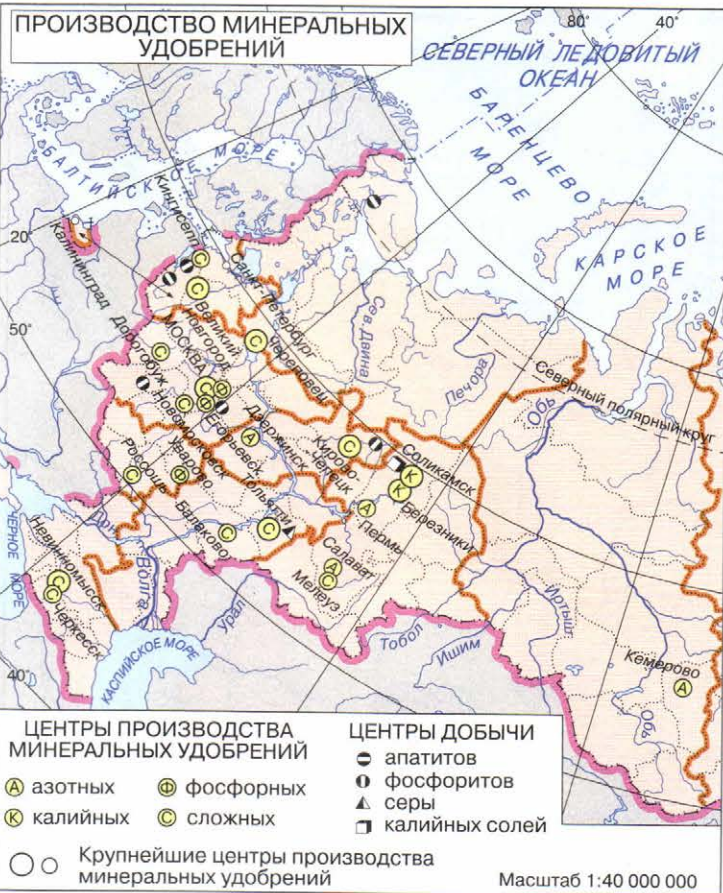 ПРОИЗВОДСТВО МИНЕРАЛЬНЫХ
УДОБРЕНИЙ
80°
40°
СЕВЕРНЫЙ ЛЕДОВИТЫЙ
ОКЕАН
БАРЕНЦЕВО
МОРЕ
КАРСКОЕ
МОРЕ
БАЛТИЙСКОЕ МОРЕ
20°
50°
40°
Кингисепп
Санкт-Петербург
Калининград
Великий
Новгород
Череповец
Дорогобуж
МОСКВА
Новомосковск
Дзержинск
Кирово-
Чепецк
Соликамск
Березники
Пермь
Россошь
Уварово
Тольятти
Балаково
Салават
Мелеуз
Невинномысск
Черкесск
Кемерово
Сев.Двина
Печора
Обь
Северный полярный круг
Волга
Урал
Тобол
Ишим
Иртыш
Обь
ЧЕРНОЕ МОРЕ
КАСПИЙСКОЕ МОРЕ
ЦЕНТРЫ ПРОИЗВОДСТВА
МИНЕРАЛЬНЫХ УДОБРЕНИЙ
А азотных
Ф фосфорных
К калийных
С сложных
Крупнейшие центры производства
минеральных удобрений
ЦЕНТРЫ ДОБЫЧИ
апатитов
фосфоритов
серы
калийных солей
Масштаб 1:40 000 000